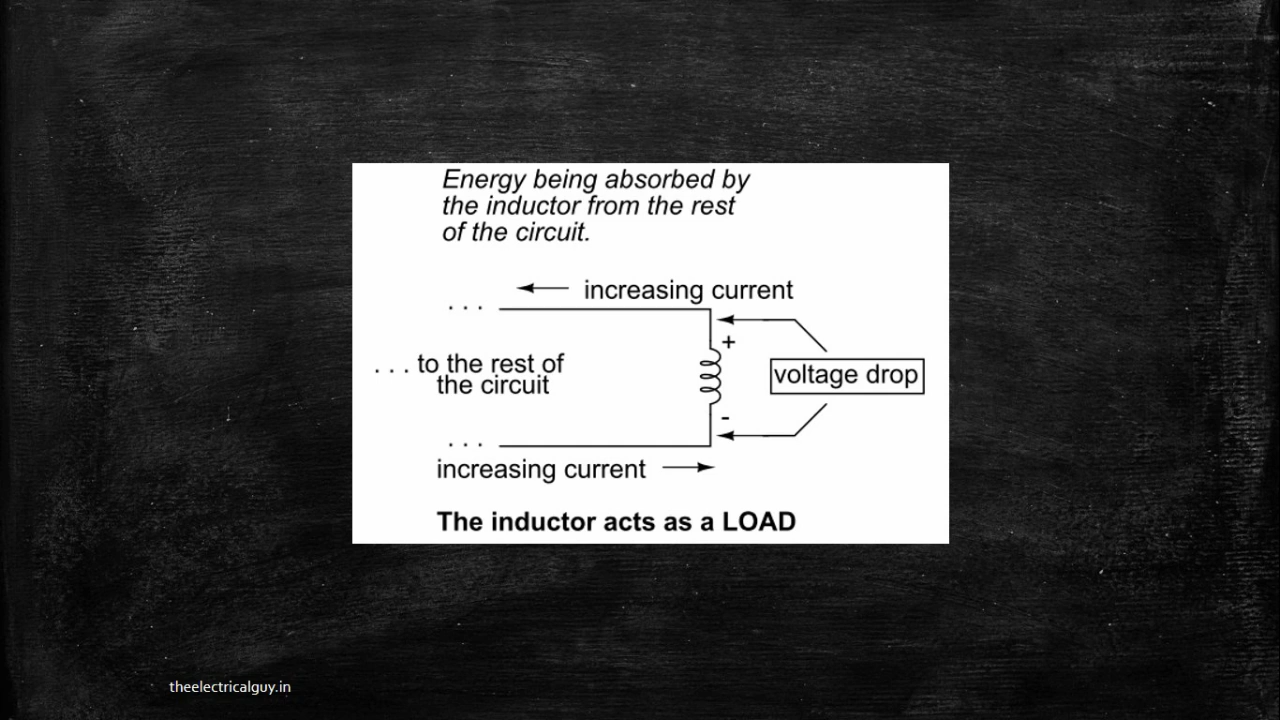 Energy being absorbed by
the inductor from the rest
of the circuit.
increasing current
. . .
+
. . . to the rest of
the circuit
voltage drop
-
. . .
increasing current
The inductor acts as a LOAD
theelectricalguy.in